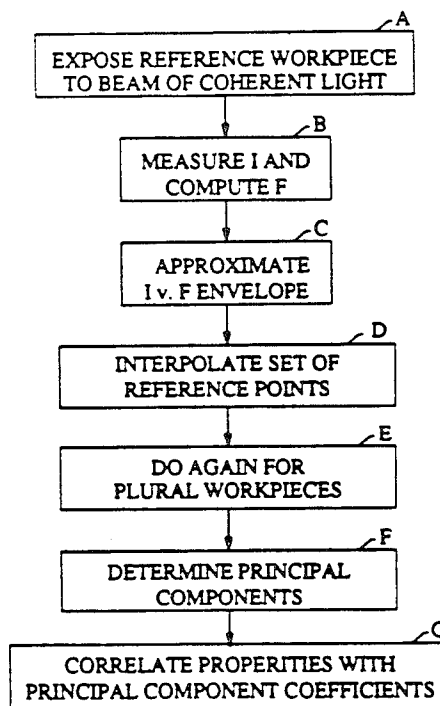 A
EXPOSE REFERENCE WORKPIECE
TO BEAM OF COHERENT LIGHT
B
MEASURE I AND
COMPUTE F
C
APPROXIMATE
I v. F ENVELOPE
D
INTERPOLATE SET OF
REFERENCE POINTS
E
DO AGAIN FOR
PLURAL WORKPIECES
F
DETERMINE PRINCIPAL
COMPONENTS
G
CORRELATE PROPERITIES WITH
PRINCIPAL COMPONENT COEFFICIENTS